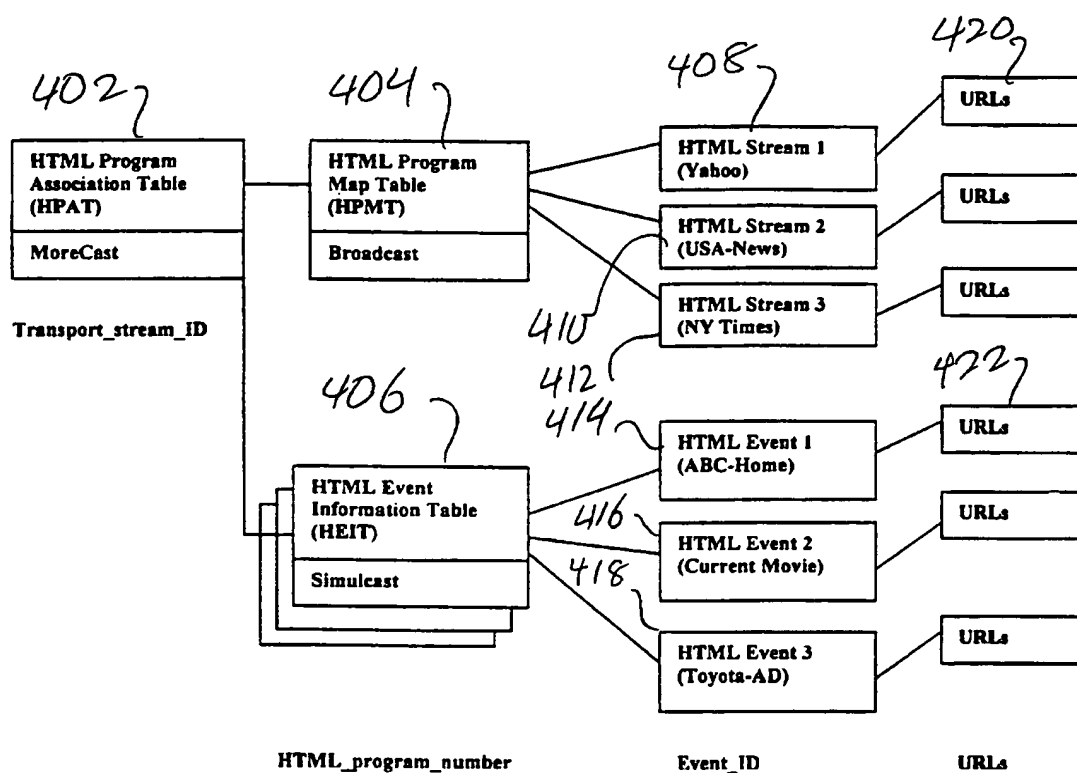 420
402
404
408
URLs
HTML Program
Association Table
(HPAT)
MoreCast
HTML Program
Map Table
(HPMT)
Broadcast
HTML Stream 1
(Yahoo)
URLs
HTML Stream 2
(USA-News)
URLs
HTML Stream 3
(NY Times)
410
412
Transport_stream_ID
406
414
422
URLs
HTML Event
Information Table
(HEIT)
Simulcast
HTML Event 1
(ABC-Home)
416
URLs
HTML Event 2
(Current Movie)
418
URLs
HTML Event 3
(Toyota-AD)
HTML_program_number
Event_ID
URLs